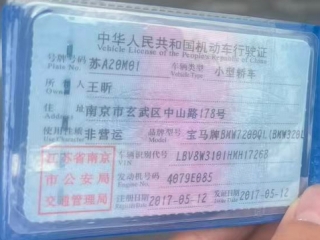 中华人民共和国机动车行驶证
Vehicle License of the People's Republic of China
号牌号码 苏A20M01 车辆类型 小型轿车
Plate No. Vehicle Type
所有人 王昕
Owner
住址 南京市玄武区中山路178号
Address
使用性质 非营运 品牌型号 宝马牌BMW7200QL(BMW320L
江苏省南京
市公安局
交通管理局
车辆识别代号 LBV8W3101HMH17268
VIN
发动机号码 4079E085
Engine No.
注册日期 2017-05-12 发证日期 2017-05-12
Register Date Issue Date